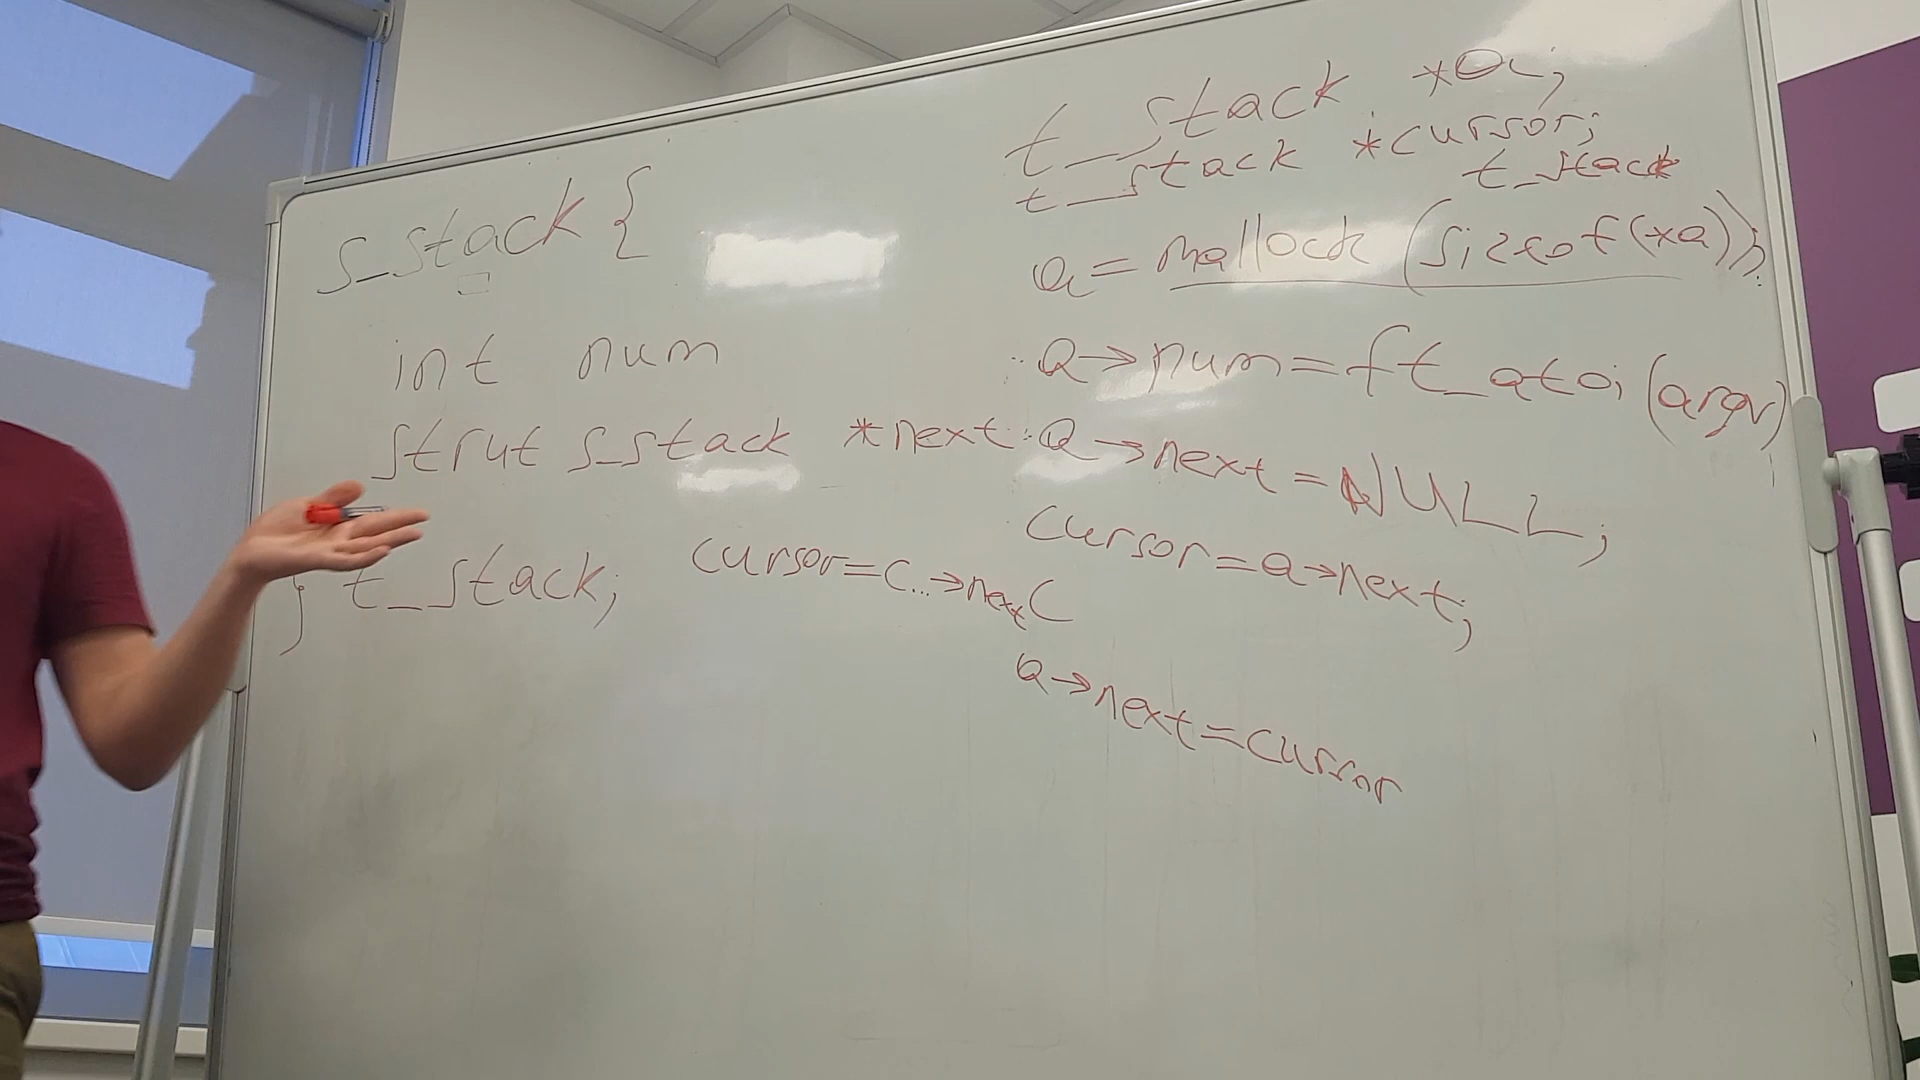 s_stack {
int num
strut s_stack *next
} t_stack;
cursor=c...→next
t_stack *a;
t_stack *cursor;
t_stack
a = mallock (sizeof(*a));
a→num=ft_atoi(argv)
a→next=NULL;
cursor=a→next;
a→next=cursor